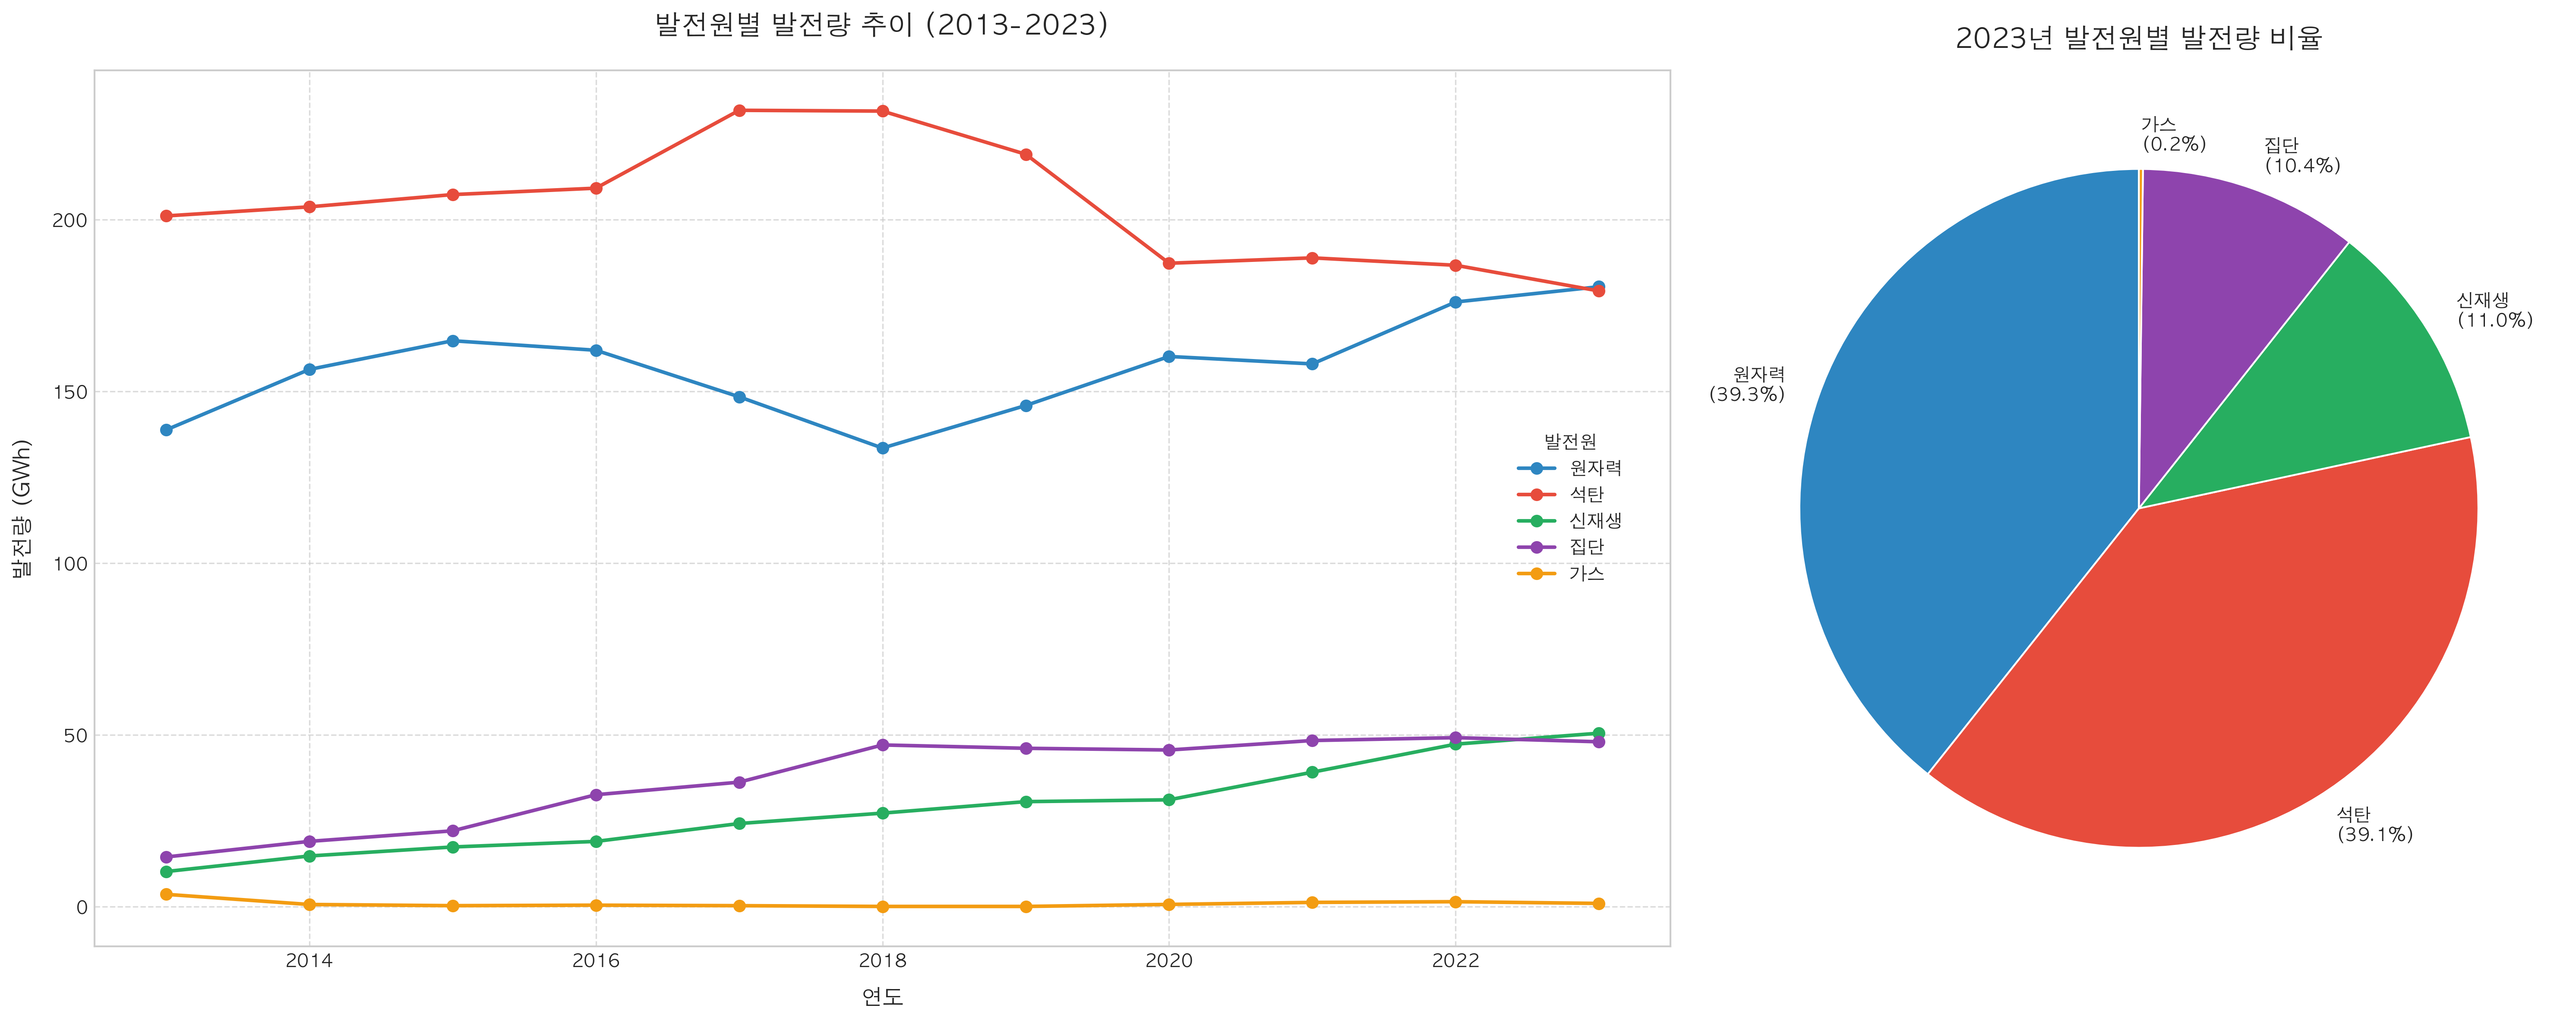 발전원별 발전량 추이 (2013-2023)
발전량 (GWh)
200
150
100
50
0
2014
2016
2018
2020
2022
연도
발전원
원자력
석탄
신재생
집단
가스
2023년 발전원별 발전량 비율
가스
(0.2%)
집단
(10.4%)
신재생
(11.0%)
원자력
(39.3%)
석탄
(39.1%)